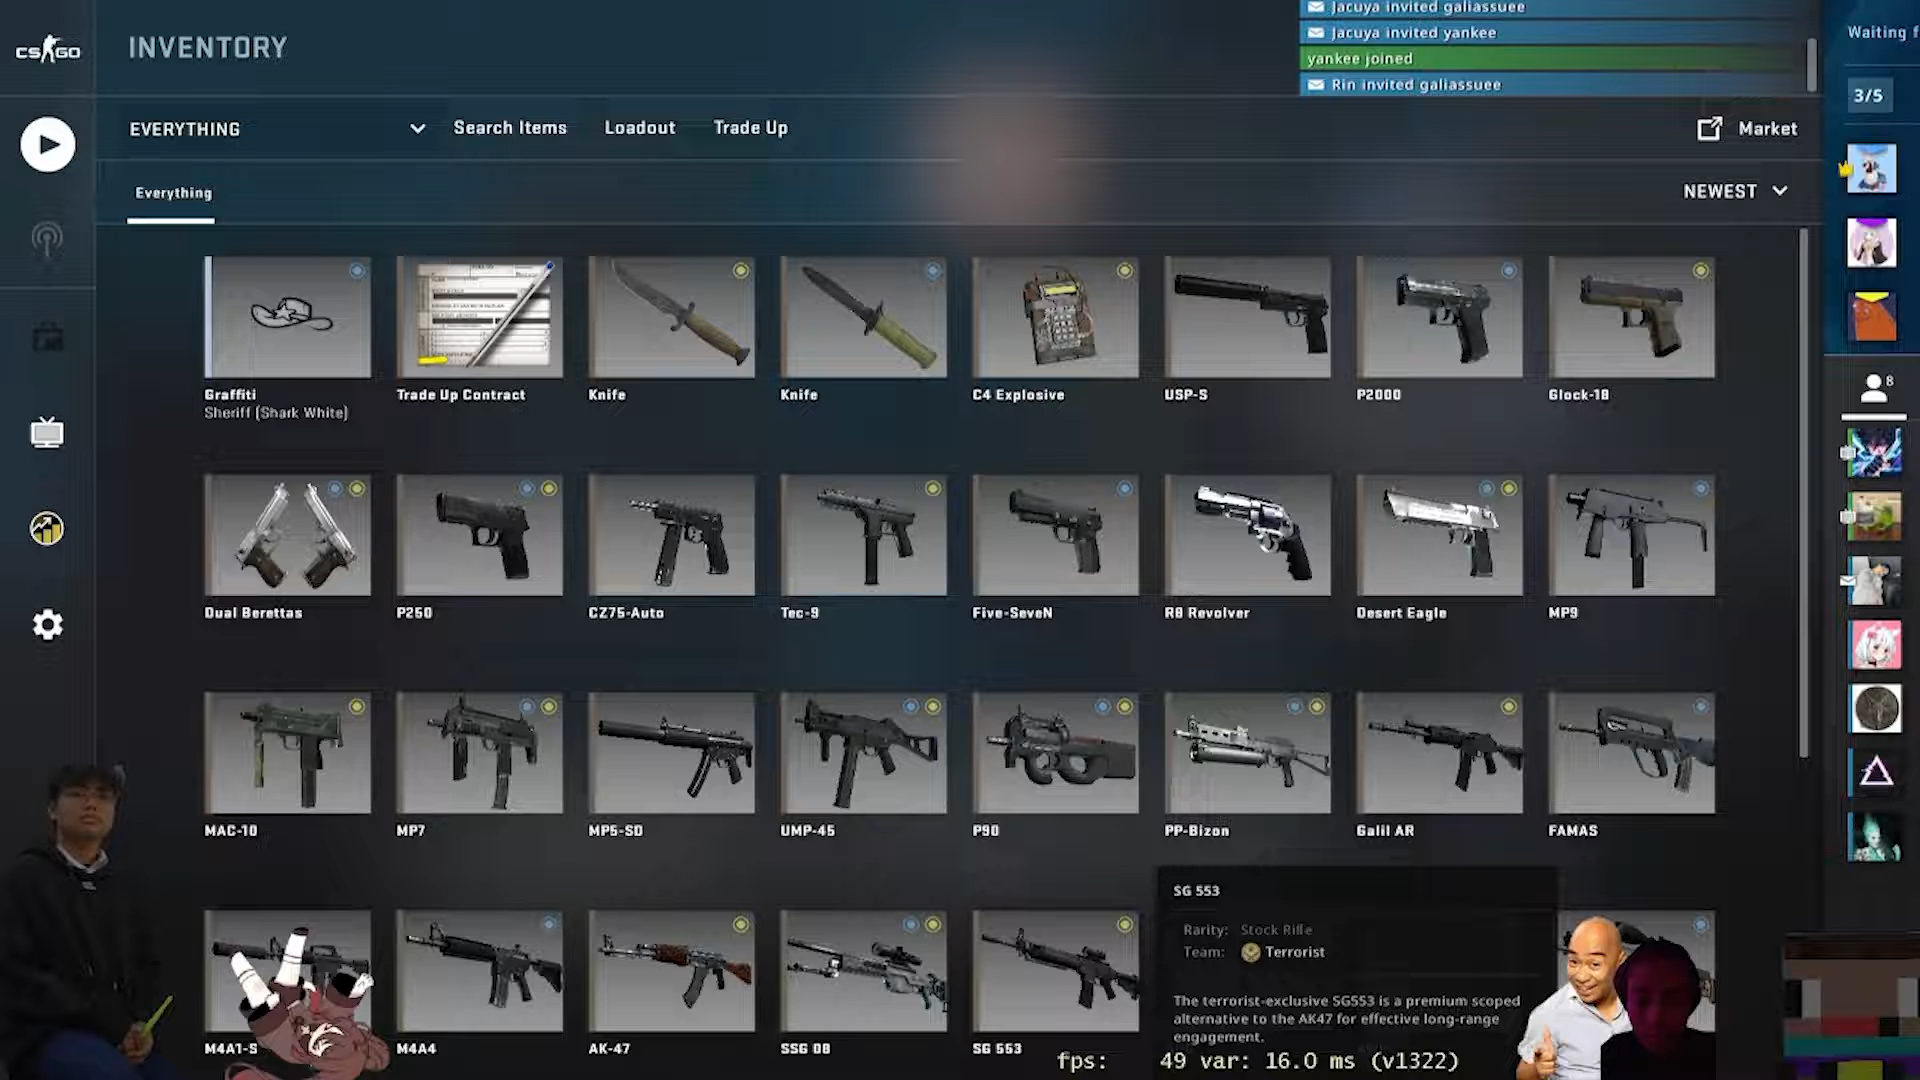 CS GO
INVENTORY
Jacuya invited galiassuee
Jacuya invited yankee
yankee joined
Rin invited galiassuee
Waiting f
3/5
EVERYTHING
Search Items
Loadout
Trade Up
Market
Everything
NEWEST
Graffiti
Sheriff (Shark White)
Trade Up Contract
Knife
Knife
C4 Explosive
USP-S
P2000
Glock-18
8
Dual Berettas
P250
CZ75-Auto
Tec-9
Five-SeveN
R8 Revolver
Desert Eagle
MP9
MAC-10
MP7
MP5-SD
UMP-45
P90
PP-Bizon
Galil AR
FAMAS
M4A1-S
M4A4
AK-47
SSG 08
SG 553
SG 553
Rarity: Stock Rifle
Team: Terrorist
The terrorist-exclusive SG553 is a premium scoped
alternative to the AK47 for effective long-range
engagement.
fps: 49 var: 16.0 ms (v1322)